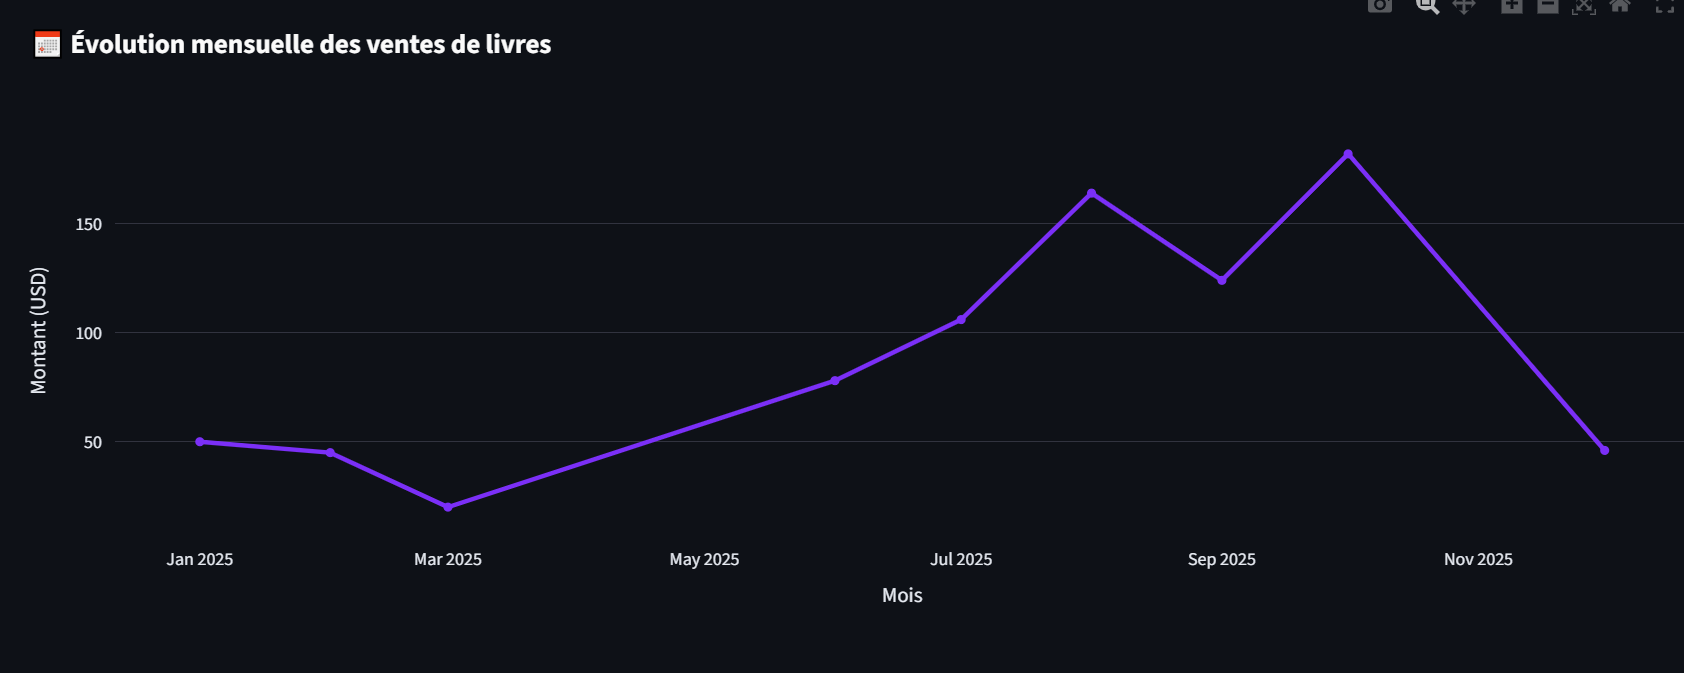 Évolution mensuelle des ventes de livres
150
100
50
Montant (USD)
Jan 2025
Mar 2025
May 2025
Jul 2025
Sep 2025
Nov 2025
Mois